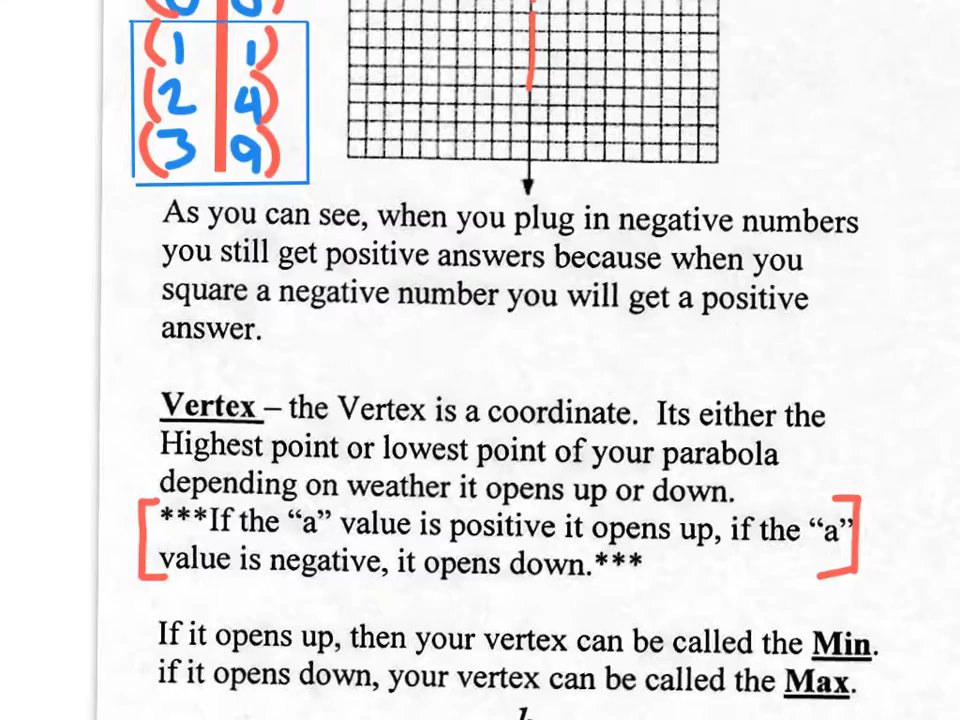 (1 1)
(2 4)
(3 9)
As you can see, when you plug in negative numbers
you still get positive answers because when you
square a negative number you will get a positive
answer.
Vertex – the Vertex is a coordinate. Its either the
Highest point or lowest point of your parabola
depending on weather it opens up or down.
***If the “a” value is positive it opens up, if the “a”
value is negative, it opens down.***
If it opens up, then your vertex can be called the Min.
if it opens down, your vertex can be called the Max.